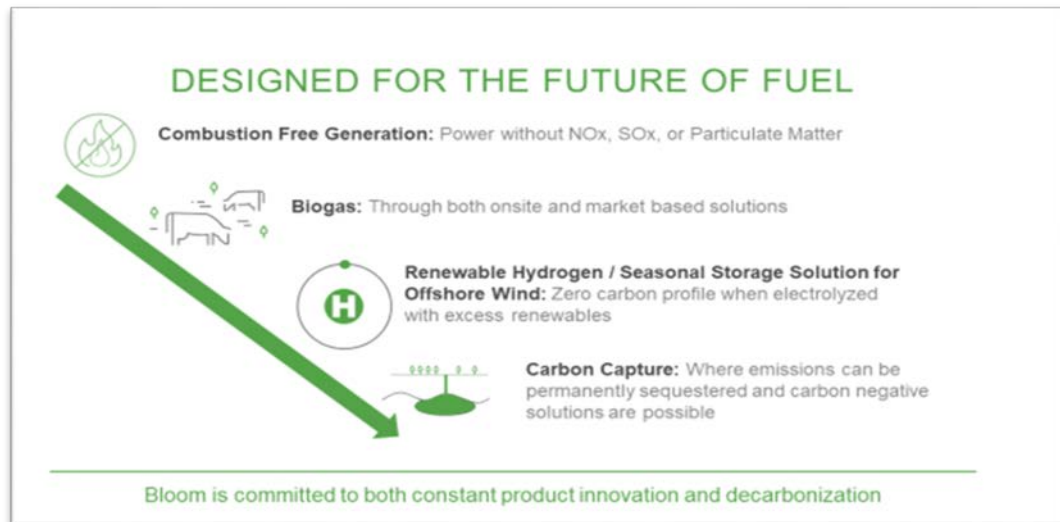 DESIGNED FOR THE FUTURE OF FUEL
Combustion Free Generation: Power without NOx, SOx, or Particulate Matter
Biogas: Through both onsite and market based solutions
Renewable Hydrogen / Seasonal Storage Solution for
Offshore Wind: Zero carbon profile when electrolyzed
with excess renewables
H
Carbon Capture: Where emissions can be
permanently sequestered and carbon negative
solutions are possible
Bloom is committed to both constant product innovation and decarbonization